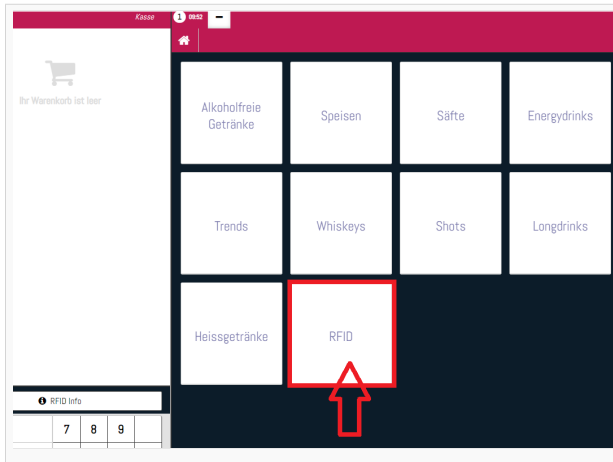 Kasse
1 09:52
Ihr Warenkorb ist leer
Alkoholfreie
Getränke
Speisen
Säfte
Energydrinks
Trends
Whiskeys
Shots
Longdrinks
Heissgetränke
RFID
RFID Info
7 8 9